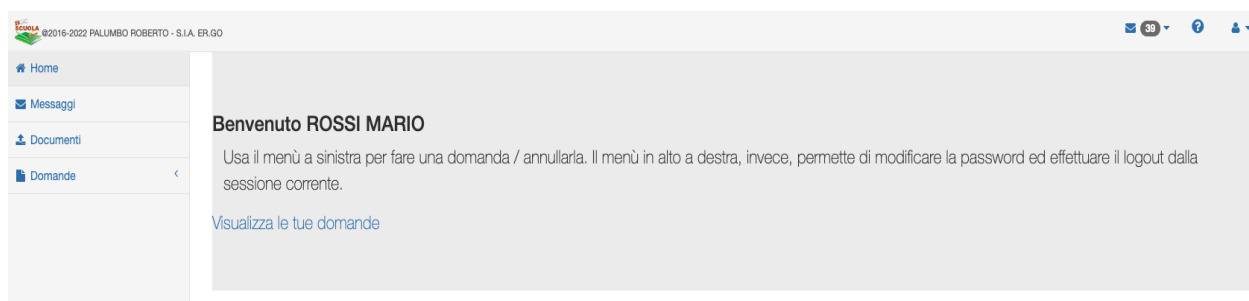 ER
SCUOLA
@2016-2022 PALUMBO ROBERTO - S.I.A. ER.GO
39
Home
Messaggi
Documenti
Domande
Benvenuto ROSSI MARIO
Usa il menù a sinistra per fare una domanda / annullarla. Il menù in alto a destra, invece, permette di modificare la password ed effettuare il logout dalla
sessione corrente.
Visualizza le tue domande